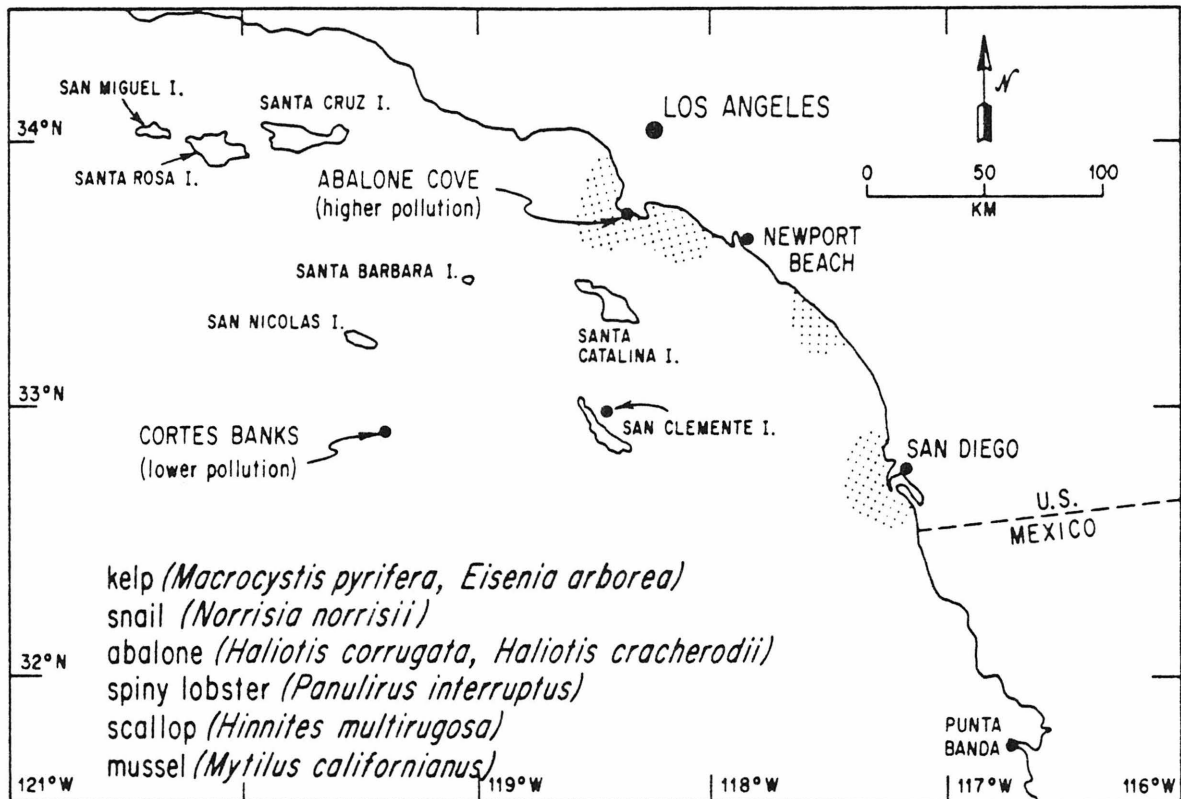 SAN MIGUEL I.
SANTA CRUZ I.
LOS ANGELES
N
34°N
SANTA ROSA I.
ABALONE COVE
(higher pollution)
0 50 100
KM
NEWPORT
BEACH
SANTA BARBARA I.
SAN NICOLAS I.
SANTA
CATALINA I.
33°N
CORTES BANKS
(lower pollution)
SAN CLEMENTE I.
SAN DIEGO
U.S.
MEXICO
kelp (Macrocystis pyrifera, Eisenia arborea)
snail (Norrisia norrisii)
abalone (Haliotis corrugata, Haliotis cracherodii)
32°N
spiny lobster (Panulirus interruptus)
scallop (Hinnites multirugosa)
mussel (Mytilus californianus)
PUNTA
BANDA
121°W 119°W 118°W 117°W 116°W